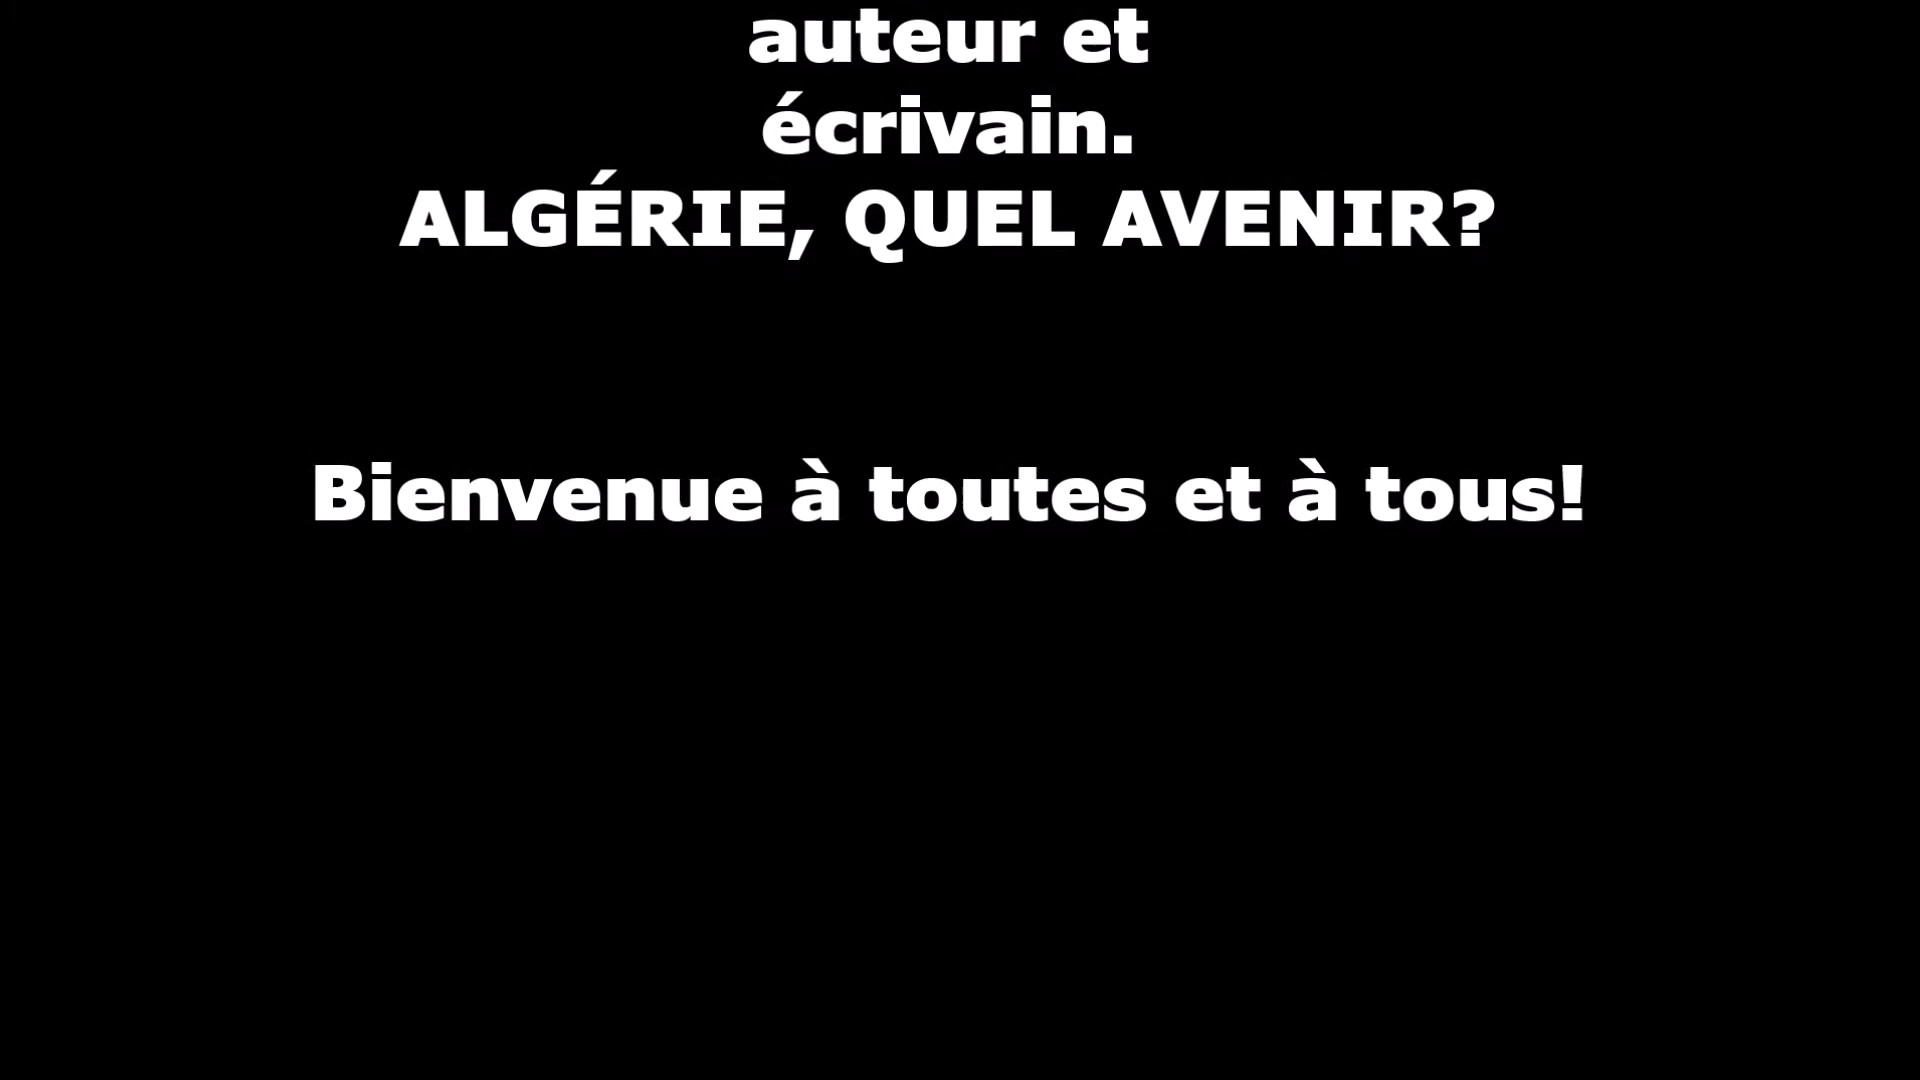 auteur et
écrivain.
ALGÉRIE, QUEL AVENIR?
Bienvenue à toutes et à tous!